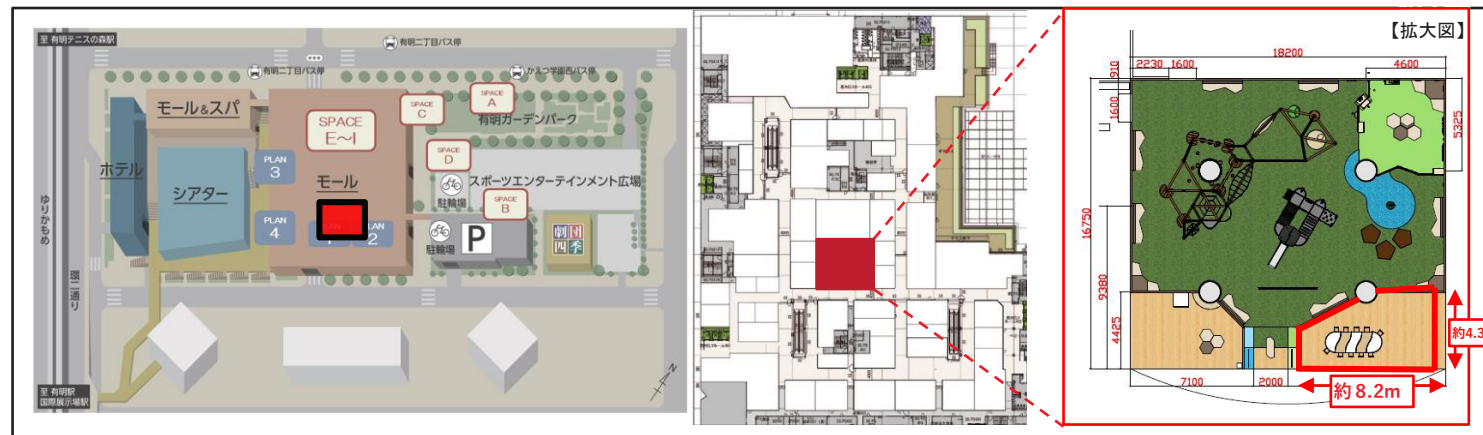 至 有明テニスの森駅
有明二丁目バス停
有明二丁目バス停
かえつ学園西バス停
モール&スパ
SPACE
E～I
SPACE
C
SPACE
A
有明ガーデンパーク
ホテル
シアター
PLAN
3
モール
SPACE
D
駐輪場
スポーツエンターテインメント広場
SPACE
B
PLAN
4
2
駐輪場
P
劇団
四季
ゆりかもめ
環二通り
至 有明駅
国際展示場駅
N
【拡大図】
18200
2230
1600
4600
910
1600
5325
16750
9380
4425
約4.3
7100
2000
約8.2m